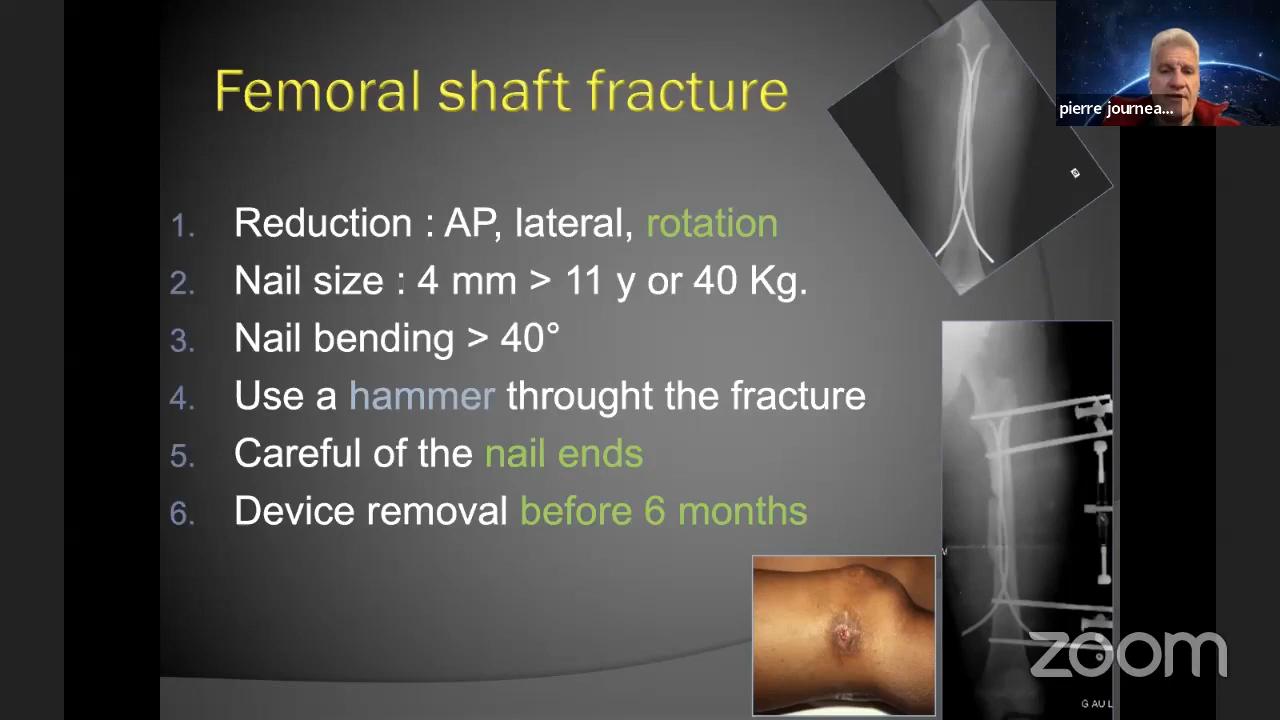 Femoral shaft fracture
pierre journea...
1. Reduction : AP, lateral, rotation
2. Nail size : 4 mm > 11 y or 40 Kg.
3. Nail bending > 40°
4. Use a hammer throught the fracture
5. Careful of the nail ends
6. Device removal before 6 months
zoom
GAUL